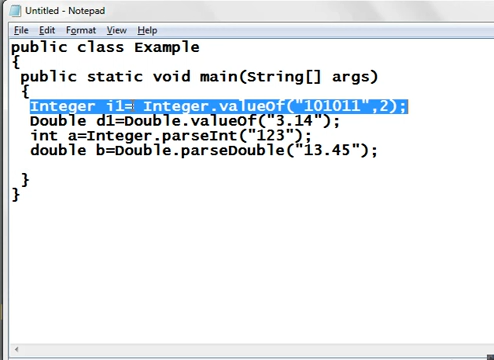 Untitled - Notepad
File Edit Format View Help
public class Example
{
public static void main(String[] args)
{
Integer i1= Integer.valueOf("101011",2);
Double d1=Double.valueOf("3.14");
int a=Integer.parseInt("123");
double b=Double.parseDouble("13.45");
}
}